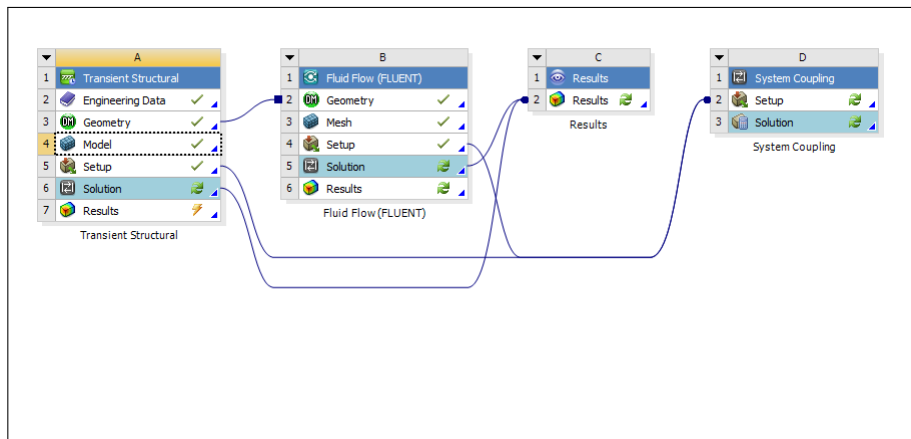 A
1 Transient Structural
2 Engineering Data
3 Geometry
4 Model
5 Setup
6 Solution
7 Results
Transient Structural
B
1 Fluid Flow (FLUENT)
2 Geometry
3 Mesh
4 Setup
5 Solution
6 Results
Fluid Flow (FLUENT)
C
1 Results
2 Results
Results
D
1 System Coupling
2 Setup
3 Solution
System Coupling